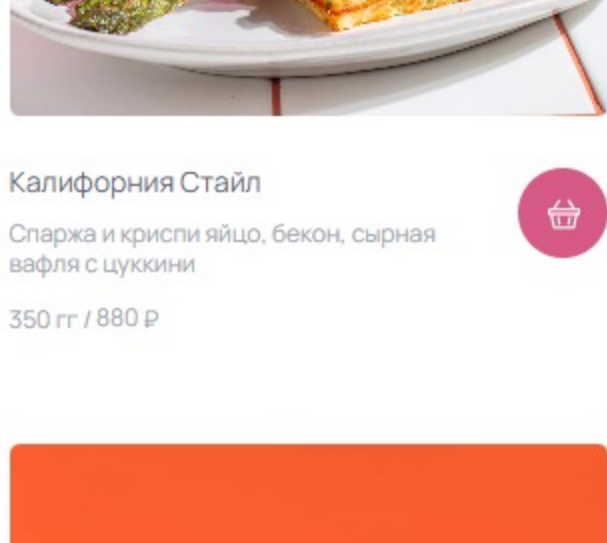 Калифорния Стайл
Спаржа и криспи яйцо, бекон, сырная
вафля с цуккини
350 гг / 880 ₽